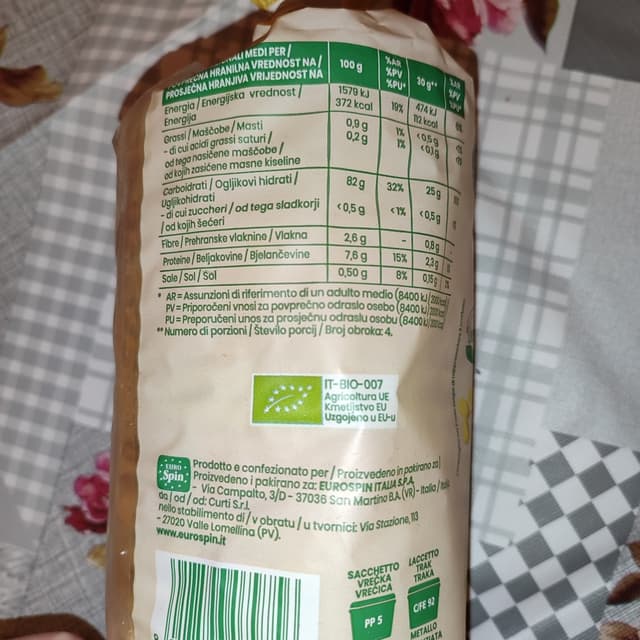 NALI MEDI PER /
HRANILNA VREDNOST NA /
PROSJEČNA HRANJIVA VRIJEDNOST NA
100 g
%AR
%PV
%PU*
30 g**
%AR
%PV
%PU*
Energia / Energijska vrednost /
Energija
1579 kJ
372 kcal
19%
474 kJ
112 kcal
Grassi / Maščobe / Masti
0,9 g
1%
<0,5 g
- di cui acidi grassi saturi /
od tega nasičene maščobe /
od kojih zasićene masne kiseline
0,2 g
1%
Carboidrati / Ogljikovi hidrati /
Ugljikohidrati
82 g
32%
25 g
- di cui zuccheri / od tega sladkorji
/ od kojih šećeri
<0,5 g
<1%
<0,5 g
Fibre / Prehranske vlaknine / Vlakna
2,6 g
-
0,8 g
Proteine / Beljakovine / Bjelančevine
7,6 g
15%
2,3 g
Sale / Sol / Sol
0,50 g
8%
0,15 g
* AR = Assunzioni di riferimento di un adulto medio (8400 kJ /
PV = Priporočeni vnosi za povprečno odraslo osebo (8400 kJ /
PU = Preporučeni unos za prosječnu odraslu osobu (8400 kJ /
** Numero di porzioni / Število porcij / Broj obroka: 4.
IT-BIO-007
Agricoltura UE
Kmetijstvo EU
Uzgojeno u EU-u
EURO
Spin
Prodotto e confezionato per / Proizvedeno in pakirano za /
Proizvedeno i pakirano za: EUROSPIN ITALIA S.P.A.
- Via Campalto, 3/D - 37036 San Martino B.A. (VR) - Italia /
da / od / od: Curti S.r.l.
nello stabilimento di / v obratu / u tvornici: Via Stazione, 113
- 27020 Valle Lomellina (PV).
www.eurospin.it
SACCHETTO
VREČKA
VREĆICA
PP 5
LACCETTO
TRAK
TRAKA
C/FE 92
METALLO